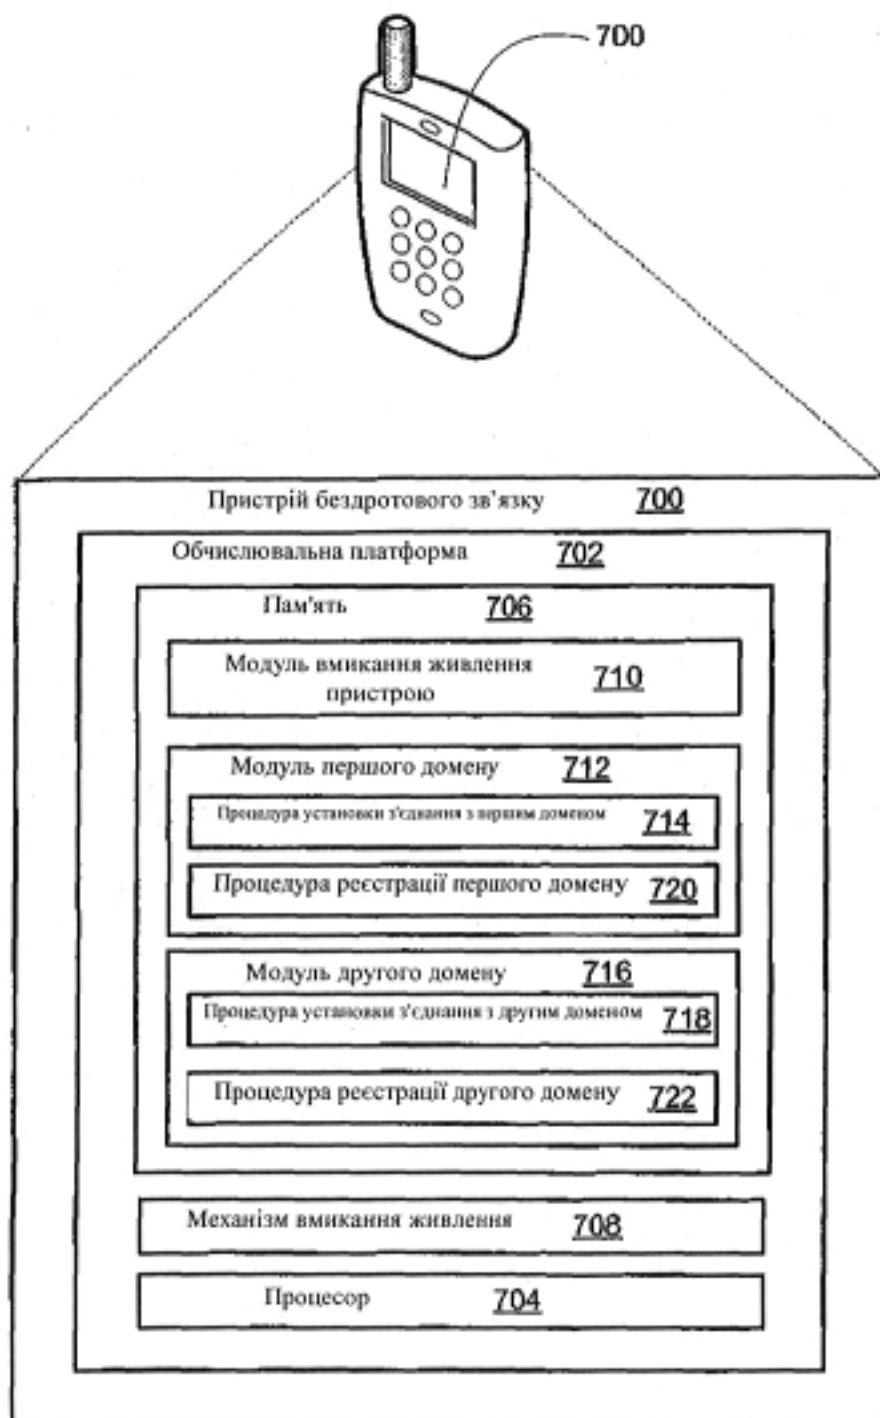 700
Пристрій бездротового зв'язку 700
Обчислювальна платформа 702
Пам'ять 706
Модуль вмикання живлення
пристрою 710
Модуль першого домену 712
Процедура установки з'єднання з першим доменом 714
Процедура реєстрації першого домену 720
Модуль другого домену 716
Процедура установки з'єднання з другим доменом 718
Процедура реєстрації другого домену 722
Механізм вмикання живлення 708
Процесор 704